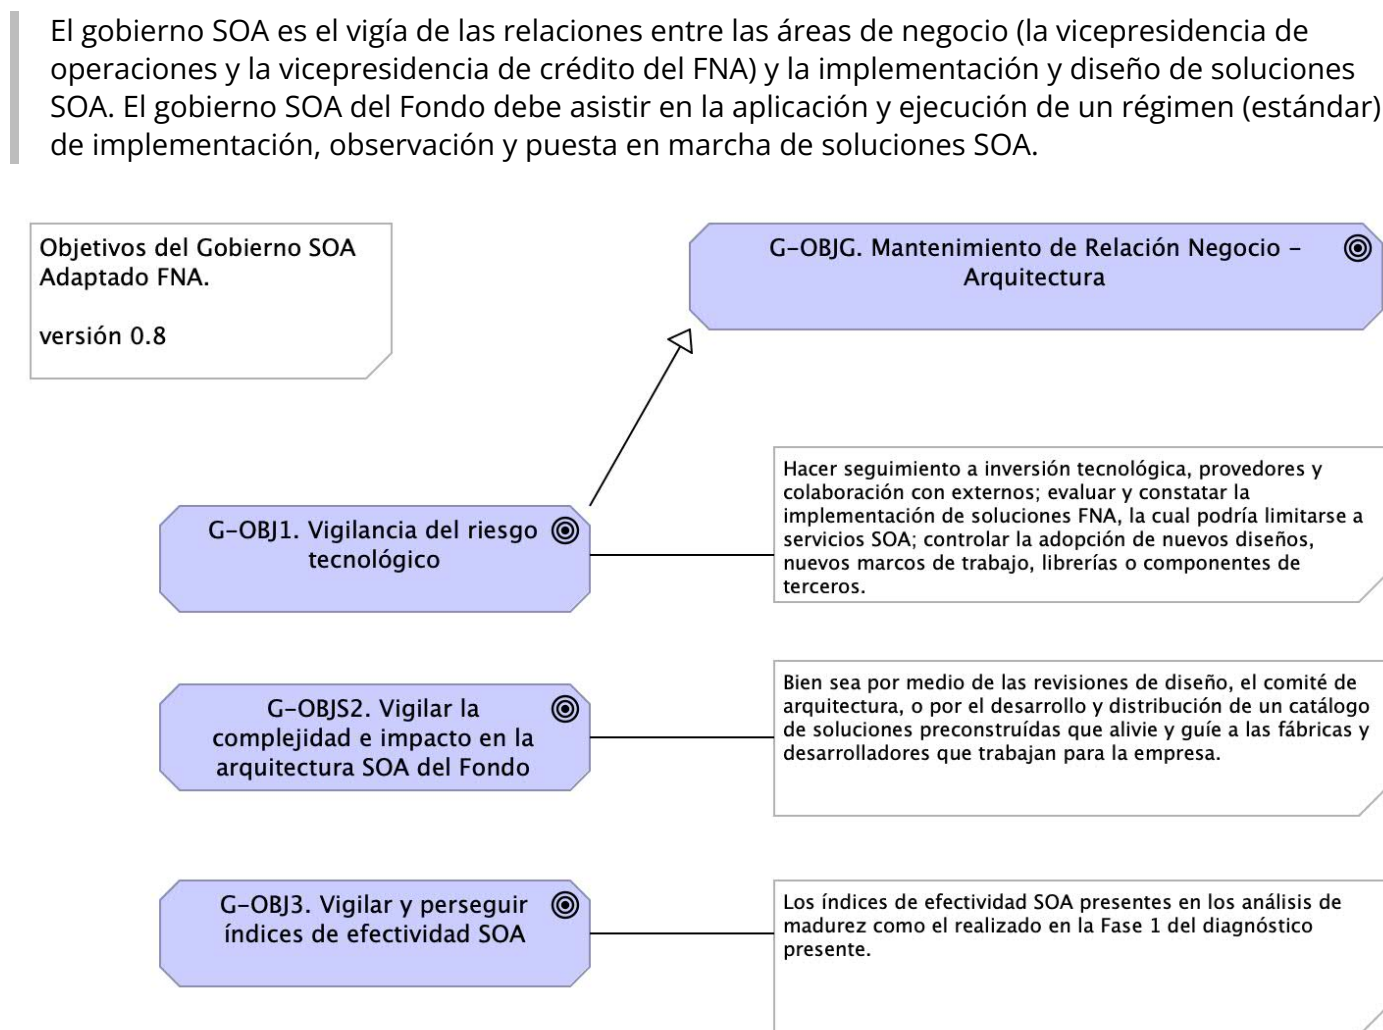 El gobierno SOA es el vigía de las relaciones entre las áreas de negocio (la vicepresidencia de
operaciones y la vicepresidencia de crédito del FNA) y la implementación y diseño de soluciones
SOA. El gobierno SOA del Fondo debe asistir en la aplicación y ejecución de un régimen (estándar)
de implementación, observación y puesta en marcha de soluciones SOA.
Objetivos del Gobierno SOA
Adaptado FNA.
versión 0.8
G-OBJG. Mantenimiento de Relación Negocio -
Arquitectura
G-OBJ1. Vigilancia del riesgo
tecnológico
Hacer seguimiento a inversión tecnológica, provedores y
colaboración con externos; evaluar y constatar la
implementación de soluciones FNA, la cual podría limitarse a
servicios SOA; controlar la adopción de nuevos diseños,
nuevos marcos de trabajo, librerías o componentes de
terceros.
G-OBJS2. Vigilar la
complejidad e impacto en la
arquitectura SOA del Fondo
Bien sea por medio de las revisiones de diseño, el comité de
arquitectura, o por el desarrollo y distribución de un catálogo
de soluciones preconstruídas que alivie y guíe a las fábricas y
desarrolladores que trabajan para la empresa.
G-OBJ3. Vigilar y perseguir
índices de efectividad SOA
Los índices de efectividad SOA presentes en los análisis de
madurez como el realizado en la Fase 1 del diagnóstico
presente.